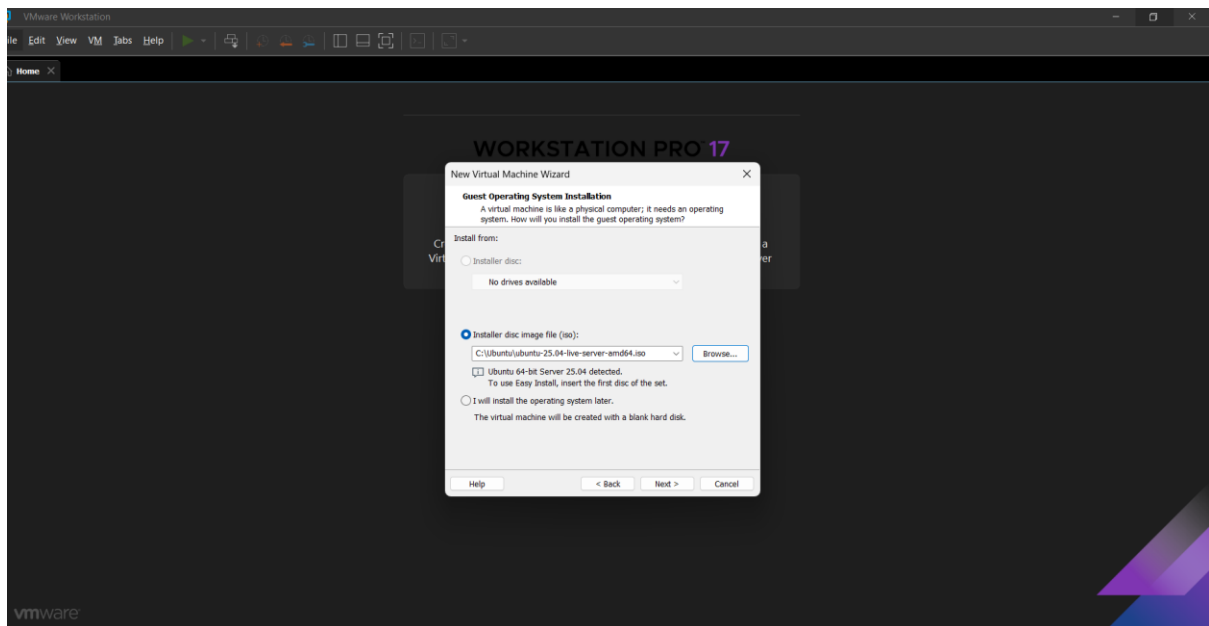 VMware Workstation
ile Edit View VM Tabs Help
Home
WORKSTATION PRO 17
New Virtual Machine Wizard
Guest Operating System Installation
A virtual machine is like a physical computer; it needs an operating
system. How will you install the guest operating system?
Install from:
Cr
a
Virt
ver
Installer disc:
No drives available
Installer disc image file (iso):
C:\Ubuntu\ubuntu-25.04-live-server-amd64.iso
Browse...
Ubuntu 64-bit Server 25.04 detected.
To use Easy Install, insert the first disc of the set.
I will install the operating system later.
The virtual machine will be created with a blank hard disk.
Help
< Back
Next >
Cancel
vmware